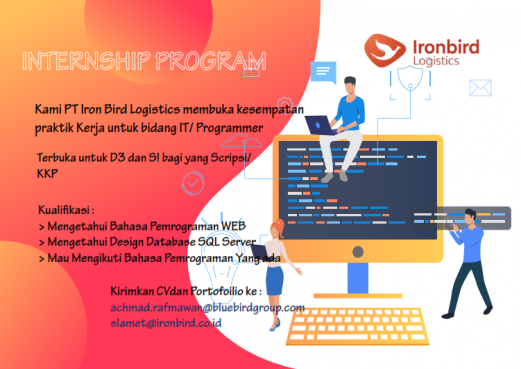 INTERNSHIP PROGRAM
Ironbird
Logistics
Kami PT Iron Bird Logistics membuka kesempatan
praktik Kerja untuk bidang IT/ Programmer
Terbuka untuk D3 dan S! bagi yang Scripsi/
KKP
Kualifikasi :
> Mengetahui Bahasa Pemrograman WEB
> Mengetahui Design Database SQL Server
> Mau Mengikuti Bahasa Pemrograman Yang ada
Kirimkan CVdan Portofoilio ke :
achmad.rafmawan@bluebirdgroup.com
slamet@ironbird.co.id